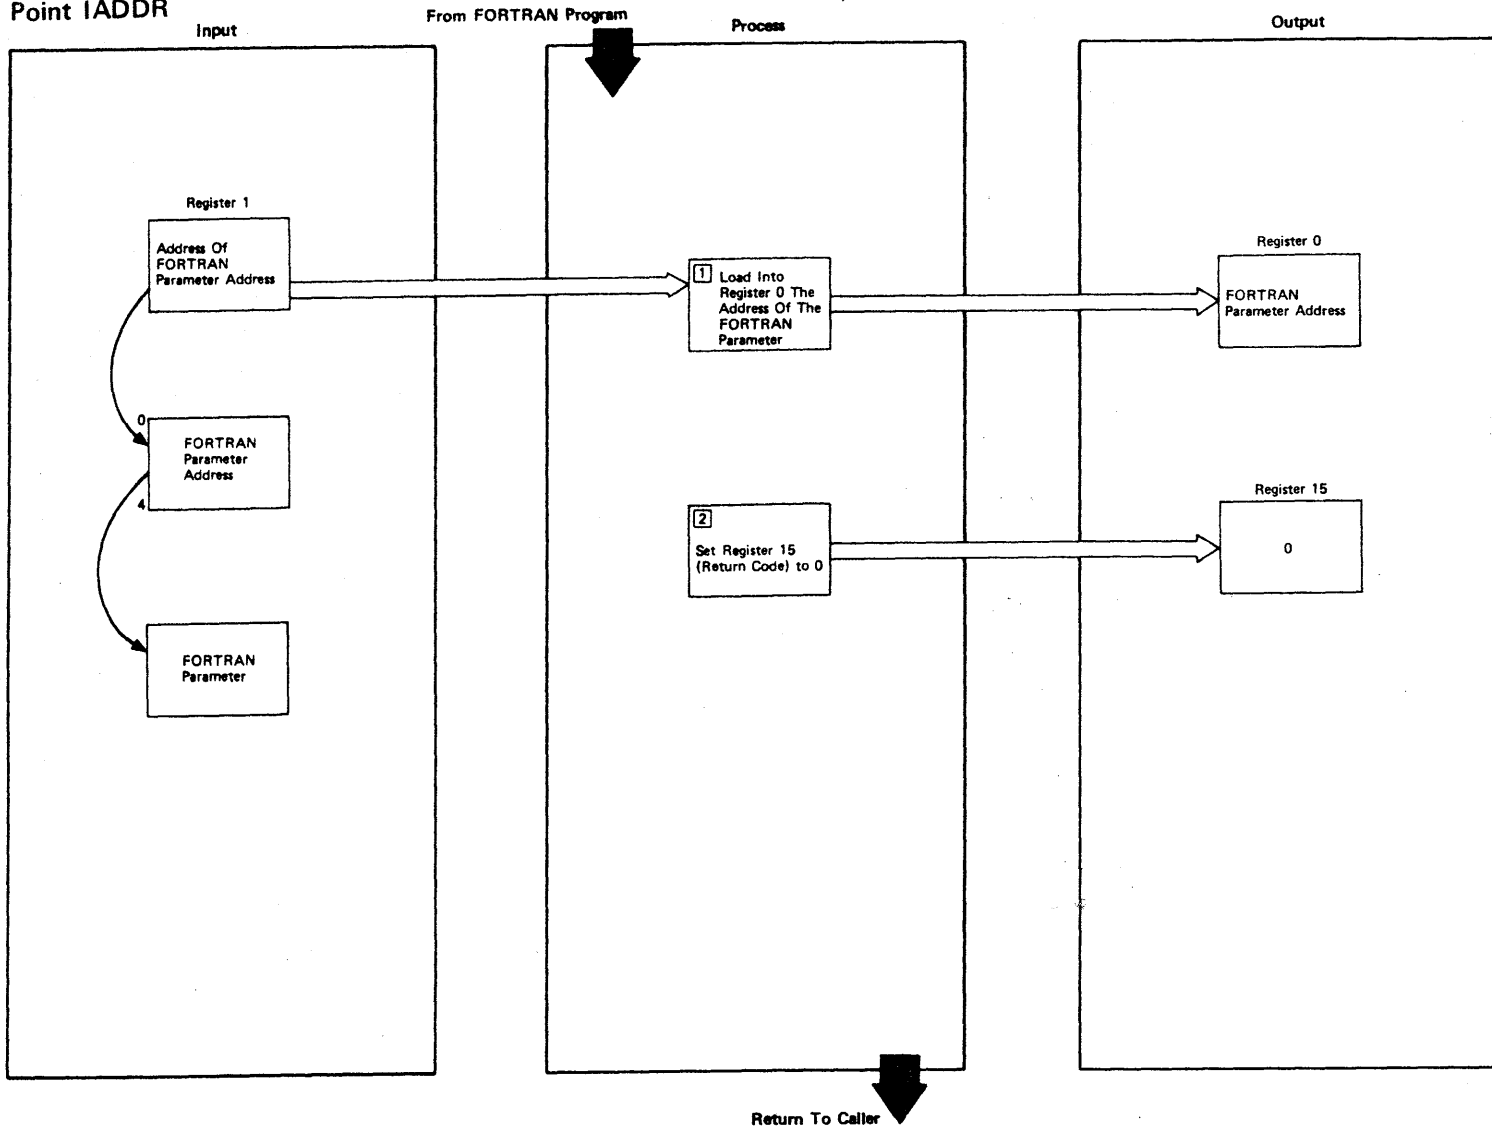 Point IADDR
Input
From FORTRAN Program
Process
Output
Register 1
Address Of
FORTRAN
Parameter Address
0
FORTRAN
Parameter
Address
4
FORTRAN
Parameter
1 Load Into
Register 0 The
Address Of The
FORTRAN
Parameter
2
Set Register 15
(Return Code) to 0
Register 0
FORTRAN
Parameter Address
Register 15
0
Return To Caller